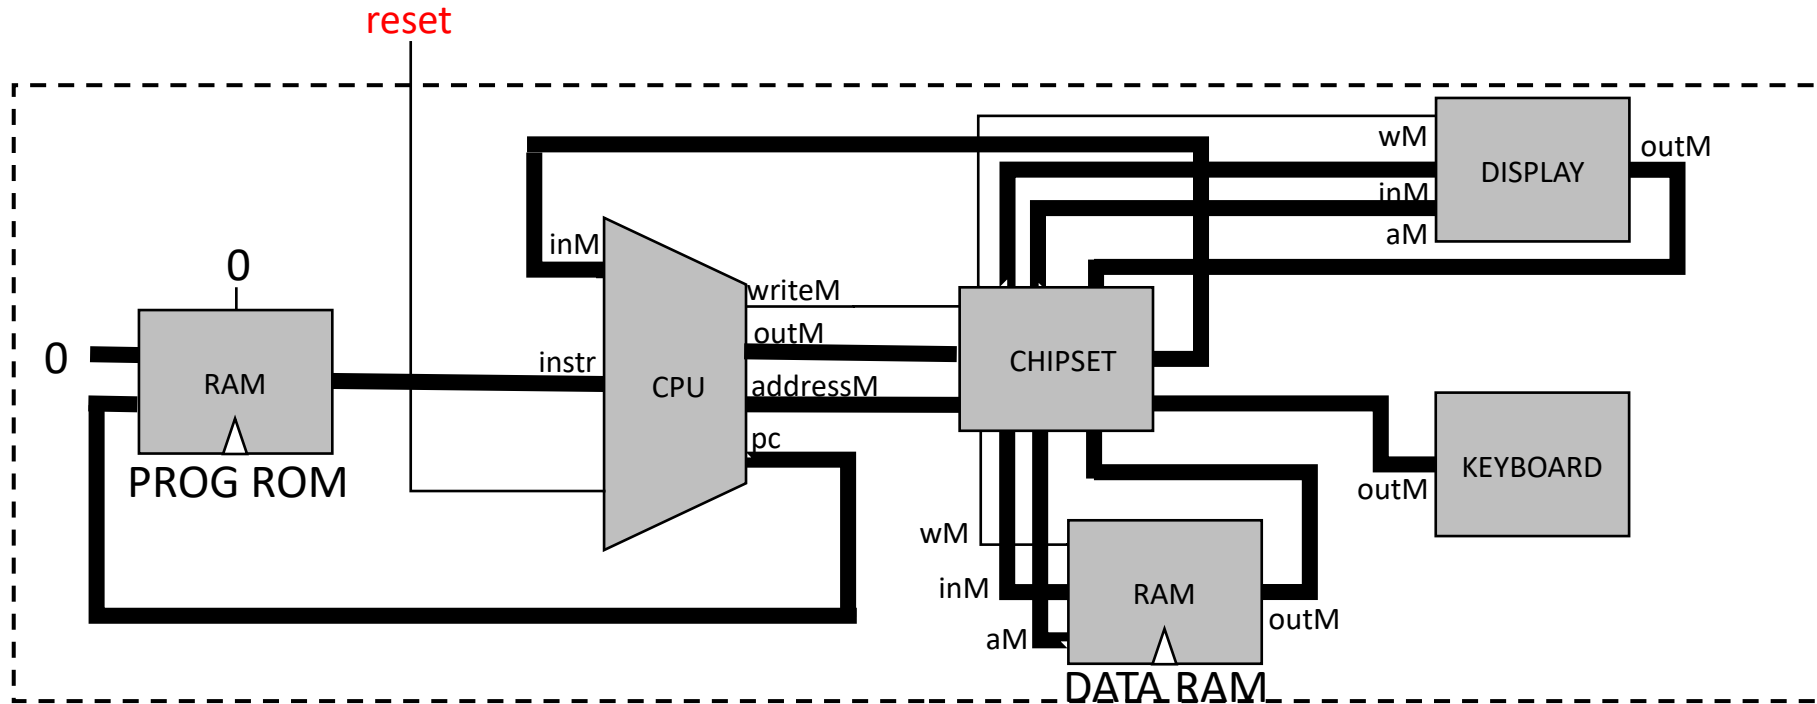 reset
wM
outM
DISPLAY
inM
aM
inM
0
writeM
outM
instr
CHIPSET
0
RAM
CPU
addressM
pc
PROG ROM
KEYBOARD
outM
wM
inM
RAM
outM
aM
DATA RAM